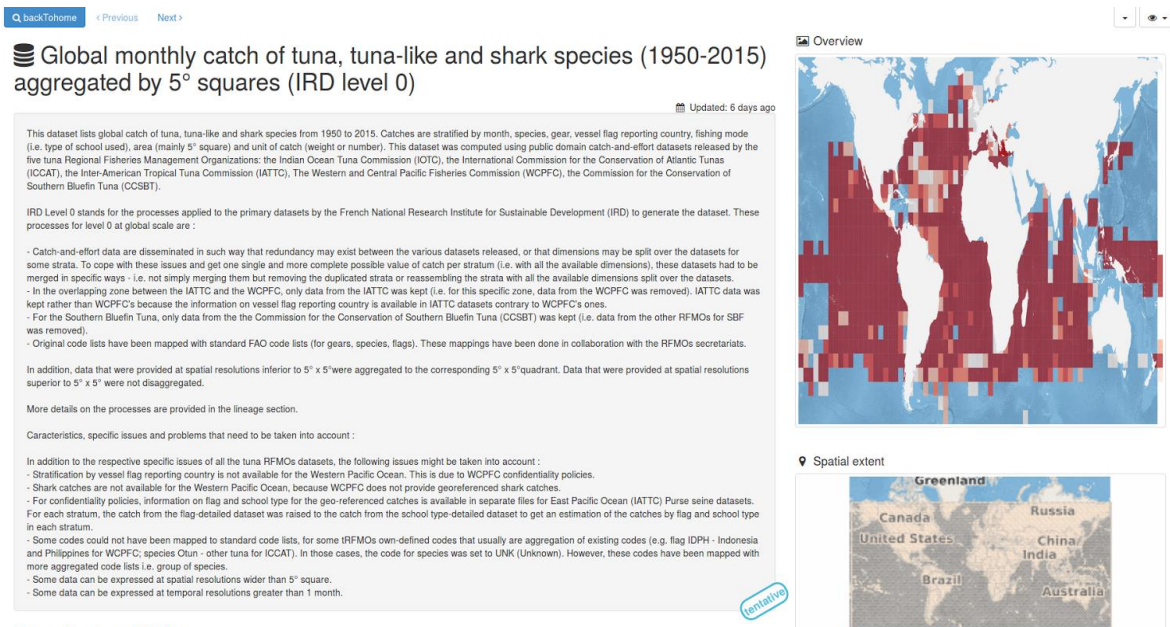 backTohome
< Previous
Next >
Global monthly catch of tuna, tuna-like and shark species (1950-2015)
aggregated by 5° squares (IRD level 0)
Updated: 6 days ago
This dataset lists global catch of tuna, tuna-like and shark species from 1950 to 2015. Catches are stratified by month, species, gear, vessel flag reporting country, fishing mode
(i.e. type of school used), area (mainly 5° square) and unit of catch (weight or number). This dataset was computed using public domain catch-and-effort datasets released by the
five tuna Regional Fisheries Management Organizations: the Indian Ocean Tuna Commission (IOTC), the International Commission for the Conservation of Atlantic Tunas
(ICCAT), the Inter-American Tropical Tuna Commission (IATTC), The Western and Central Pacific Fisheries Commission (WCPFC), the Commission for the Conservation of
Southern Bluefin Tuna (CCSBT).
IRD Level 0 stands for the processes applied to the primary datasets by the French National Research Institute for Sustainable Development (IRD) to generate the dataset. These
processes for level 0 at global scale are :
- Catch-and-effort data are disseminated in such way that redundancy may exist between the various datasets released, or that dimensions may be split over the datasets for
some strata. To cope with these issues and get one single and more complete possible value of catch per stratum (i.e. with all the available dimensions), these datasets had to be
merged in specific ways - i.e. not simply merging them but removing the duplicated strata or reassembling the strata with all the available dimensions split over the datasets.
- In the overlapping zone between the IATTC and the WCPFC, only data from the IATTC was kept (i.e. for this specific zone, data from the WCPFC was removed). IATTC data was
kept rather than WCPFC's because the information on vessel flag reporting country is available in IATTC datasets contrary to WCPFC's ones.
- For the Southern Bluefin Tuna, only data from the the Commission for the Conservation of Southern Bluefin Tuna (CCSBT) was kept (i.e. data from the other RFMOs for SBF
was removed).
- Original code lists have been mapped with standard FAO code lists (for gears, species, flags). These mappings have been done in collaboration with the RFMOs secretariats.
In addition, data that were provided at spatial resolutions inferior to 5° x 5°were aggregated to the corresponding 5° x 5°quadrant. Data that were provided at spatial resolutions
superior to 5° x 5° were not disaggregated.
More details on the processes are provided in the lineage section.
Caracteristics, specific issues and problems that need to be taken into account :
In addition to the respective specific issues of all the tuna RFMOs datasets, the following issues might be taken into account :
- Stratification by vessel flag reporting country is not available for the Western Pacific Ocean. This is due to WCPFC confidentiality policies.
- Shark catches are not available for the Western Pacific Ocean, because WCPFC does not provide georeferenced shark catches.
- For confidentiality policies, information on flag and school type for the geo-referenced catches is available in separate files for East Pacific Ocean (IATTC) Purse seine datasets.
For each stratum, the catch from the flag-detailed dataset was raised to the catch from the school type-detailed dataset to get an estimation of the catches by flag and school type
in each stratum.
- Some codes could not have been mapped to standard code lists, for some tRFMOs own-defined codes that usually are aggregation of existing codes (e.g. flag IDPH - Indonesia
and Philippines for WCPFC; species Otun - other tuna for ICCAT). In those cases, the code for species was set to UNK (Unknown). However, these codes have been mapped with
more aggregated code lists i.e. group of species.
- Some data can be expressed at spatial resolutions wider than 5° square.
- Some data can be expressed at temporal resolutions greater than 1 month.
tentative
Overview
Spatial extent
Greenland
Canada
Russia
United States
China
India
Brazil
Australia